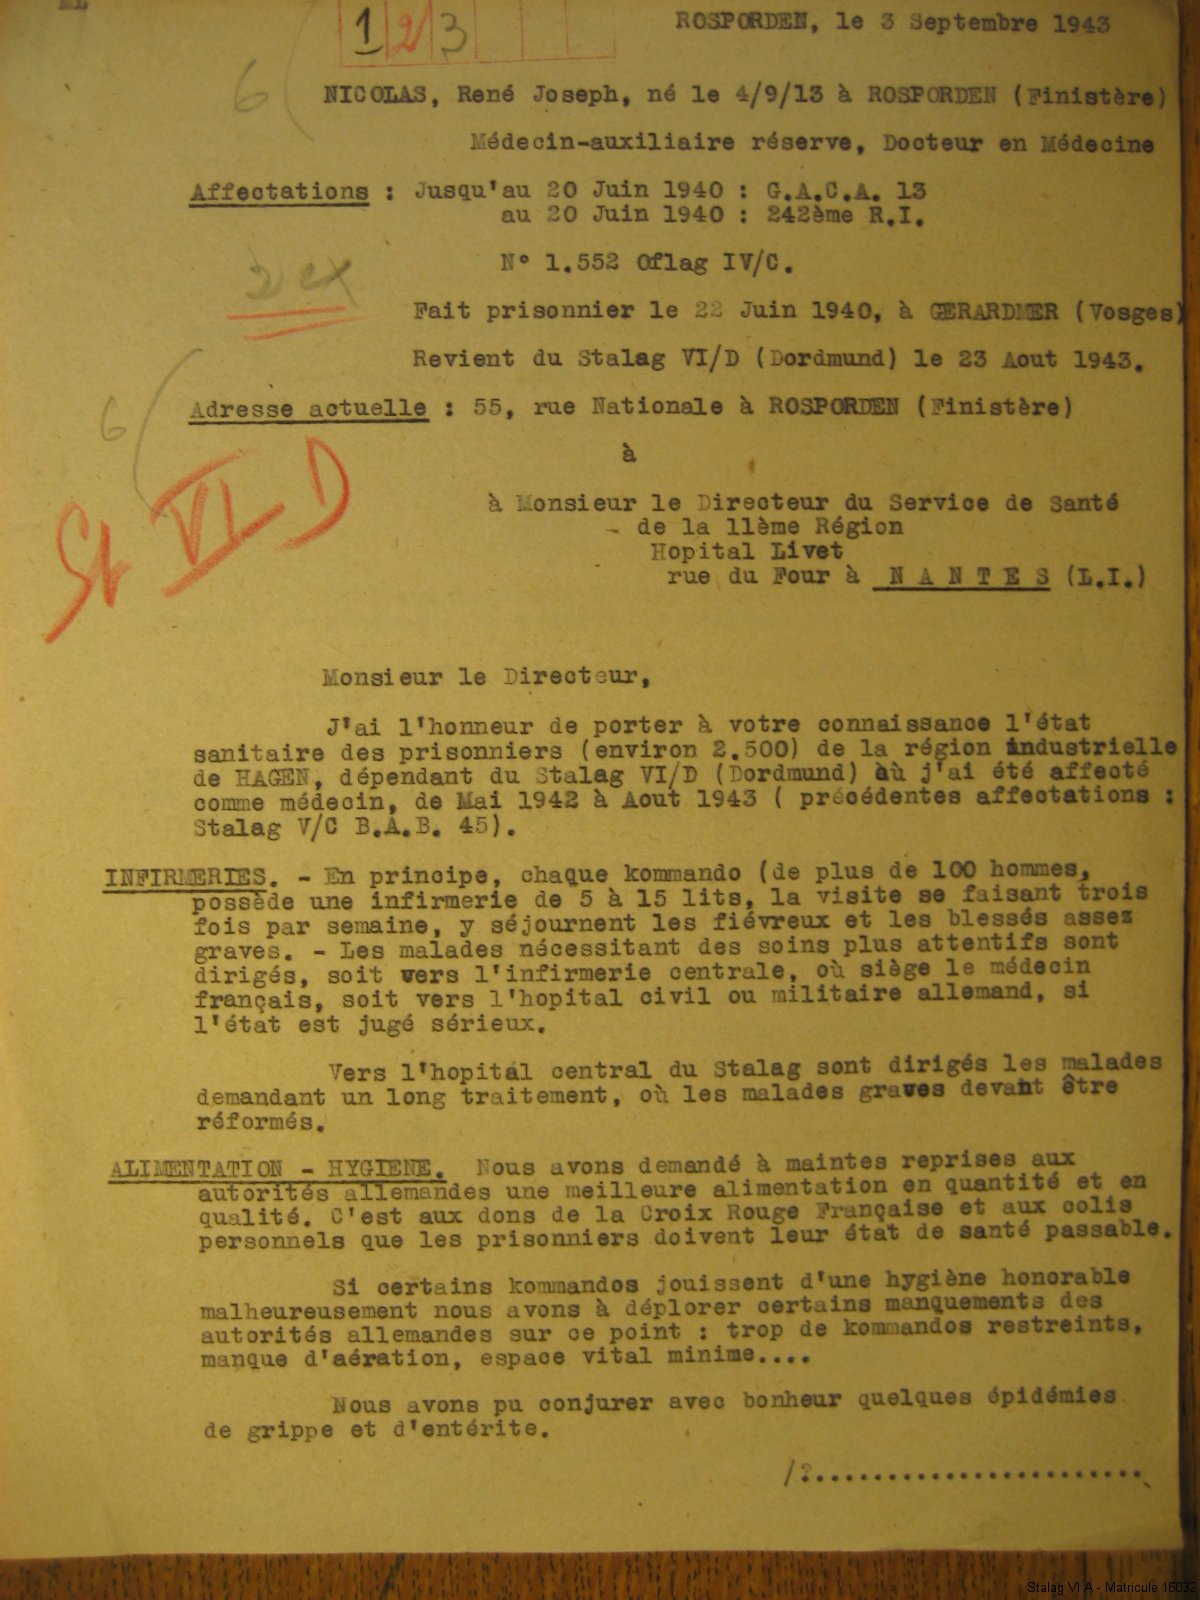 ROSPORDEN, le 3 Septembre 1943
1 2 3
6
NICOLAS, René Joseph, né le 4/9/13 à ROSPORDEN (Finistère)
Médecin-auxiliaire réserve, Docteur en Médecine
Affectations : Jusqu'au 20 Juin 1940 : G.A.C.A. 13
au 20 Juin 1940 : 242ème R.I.
N° 1.552 Oflag IV/C.
Fait prisonnier le 22 Juin 1940, à GERARDMER (Vosges)
Revient du Stalag VI/D (Dordmund) le 23 Aout 1943.
6
Adresse actuelle : 55, rue Nationale à ROSPORDEN (Finistère)
à
St VI D
à Monsieur le Directeur du Service de Santé
- de la 11ème Région
Hopital Livet
rue du Four à N A N T E S (L.I.)
Monsieur le Directeur,
J'ai l'honneur de porter à votre connaissance l'état
sanitaire des prisonniers (environ 2.500) de la région industrielle
de HAGEN, dépendant du Stalag VI/D (Dordmund) où j'ai été affecté
comme médecin, de Mai 1942 à Aout 1943 ( précédentes affectations :
Stalag V/C B.A.B. 45).
INFIRMERIES. - En principe, chaque kommando (de plus de 100 hommes,
possède une infirmerie de 5 à 15 lits, la visite se faisant trois
fois par semaine, y séjournent les fiévreux et les blessés assez
graves. - Les malades nécessitant des soins plus attentifs sont
dirigés, soit vers l'infirmerie centrale, où siège le médecin
français, soit vers l'hopital civil ou militaire allemand, si
l'état est jugé sérieux.
Vers l'hopital central du Stalag sont dirigés les malades
demandant un long traitement, où les malades graves devant être
réformés.
ALIMENTATION - HYGIENE. Nous avons demandé à maintes reprises aux
autorités allemandes une meilleure alimentation en quantité et en
qualité. C'est aux dons de la Croix Rouge Française et aux colis
personnels que les prisonniers doivent leur état de santé passable.
Si certains kommandos jouissent d'une hygiène honorable
malheureusement nous avons à déplorer certains manquements des
autorités allemandes sur ce point : trop de kommandos restreints,
manque d'aération, espace vital minime....
Nous avons pu conjurer avec bonheur quelques épidémies
de grippe et d'entérite.
/2.......................
Stalag VI A - Matricule 16032